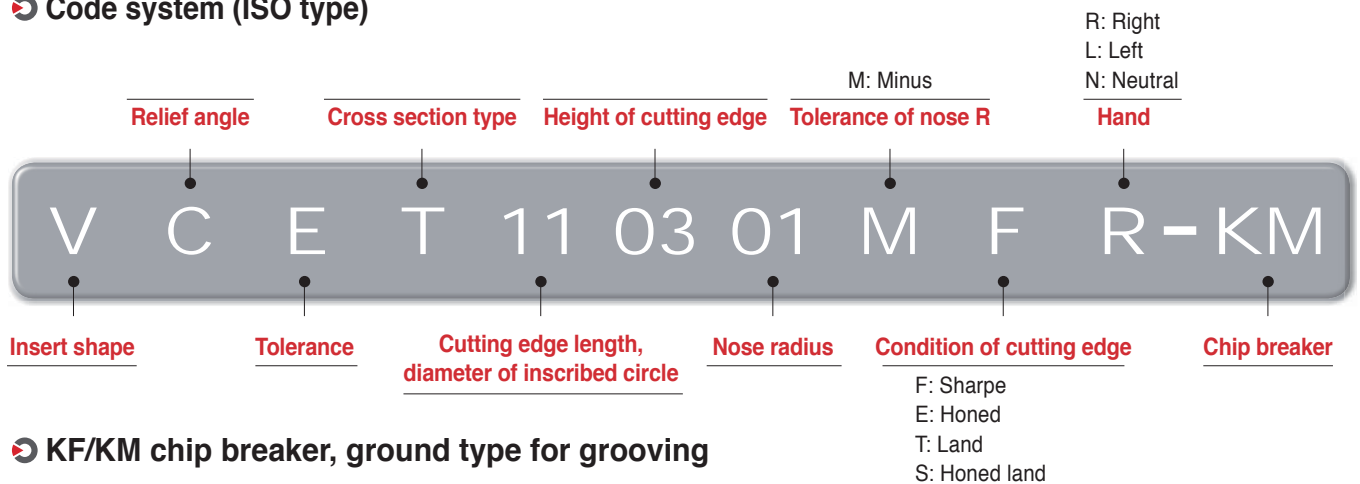 Code system (ISO type)
R: Right
L: Left
M: Minus N: Neutral
Relief angle Cross section type Height of cutting edge Tolerance of nose R Hand
V C E T 11 03 01 M F R-KM
Insert shape Tolerance Cutting edge length, Nose radius Condition of cutting edge Chip breaker
diameter of inscribed circle
F: Sharpe
E: Honed
KF/KM chip breaker, ground type for grooving
T: Land
S: Honed land